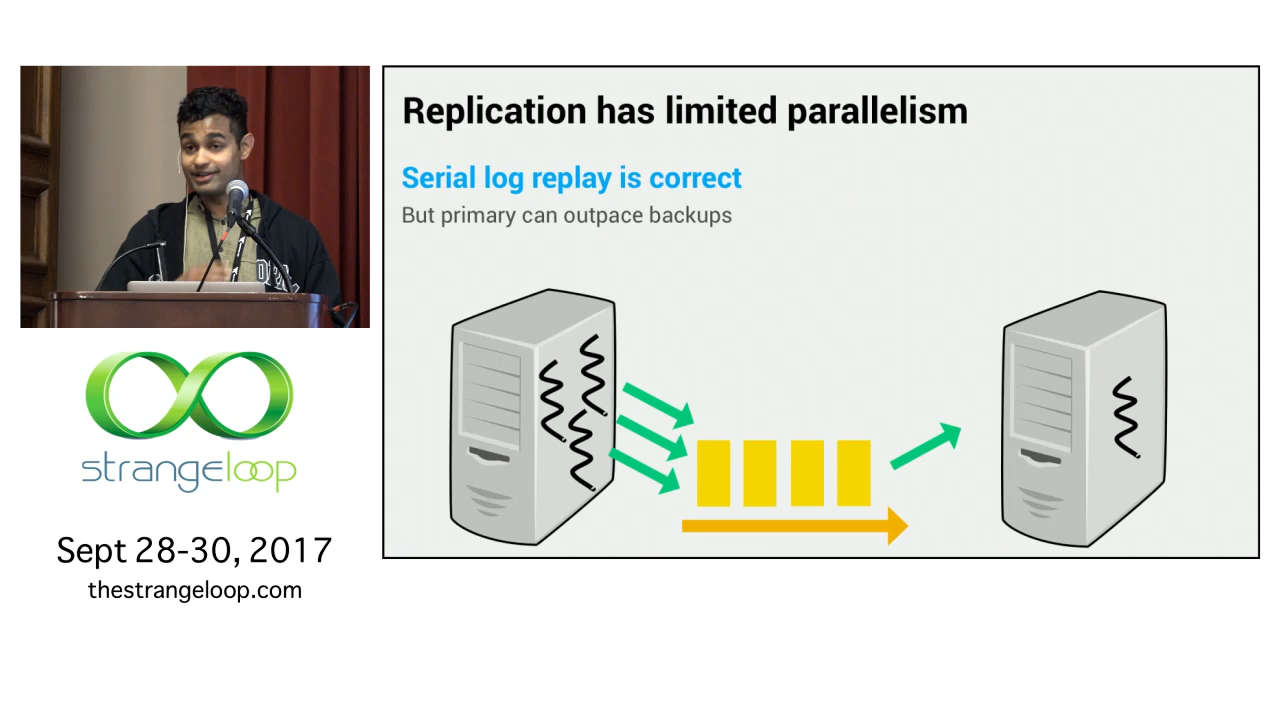 Replication has limited parallelism
Serial log replay is correct
But primary can outpace backups
strangeloop
Sept 28-30, 2017
thestrangeloop.com